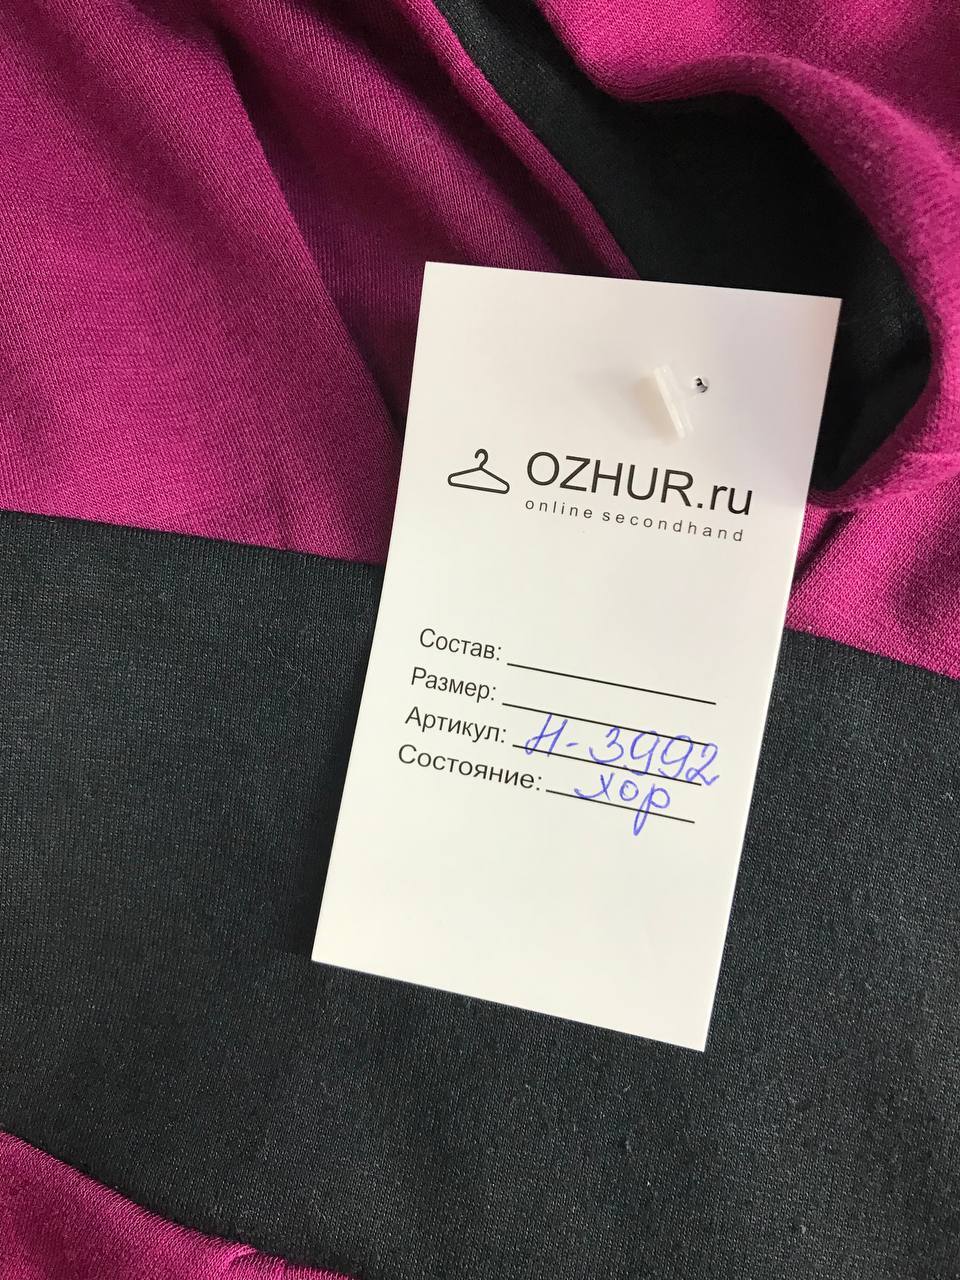 OZHUR.ru
online secondhand
Состав:
Размер:
Артикул: Н-3992
Состояние: хор